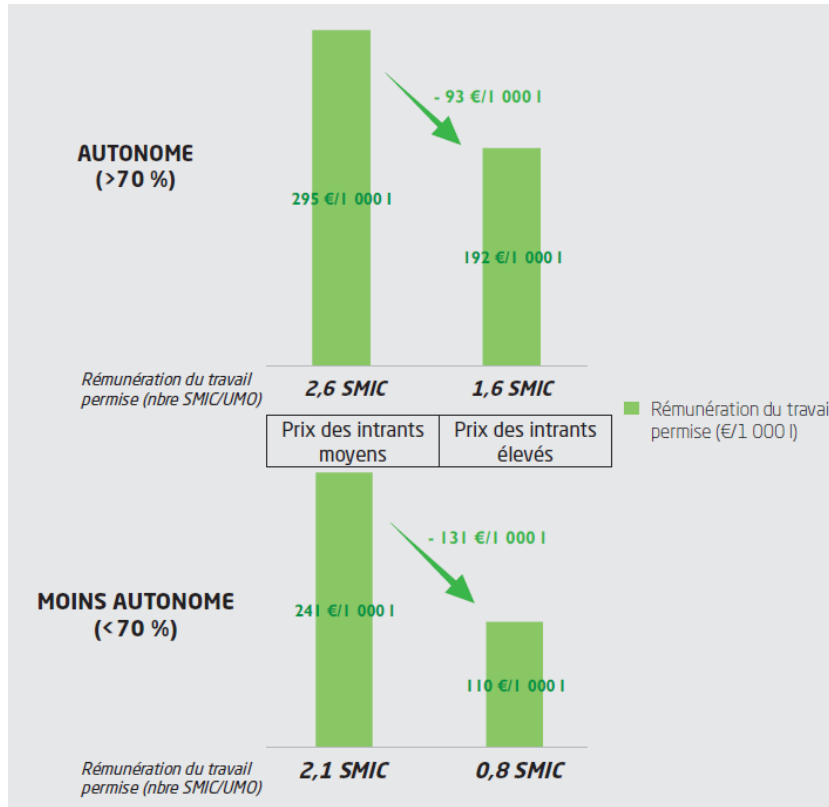 - 93 €/1 000 l
AUTONOME
(>70 %)
295 €/1 000 l
192 €/1 000 l
Rémunération du travail
permise (nbre SMIC/UMO)
2,6 SMIC
1,6 SMIC
Prix des intrants
moyens
Prix des intrants
élevés
Rémunération du travai
permise (€/1 000 l)
- 131 €/1 000 l
MOINS AUTONOME
(<70 %)
241 €/1 000 l
110 €/1 000 l
Rémunération du travail
permise (nbre SMIC/UMO)
2,1 SMIC
0,8 SMIC